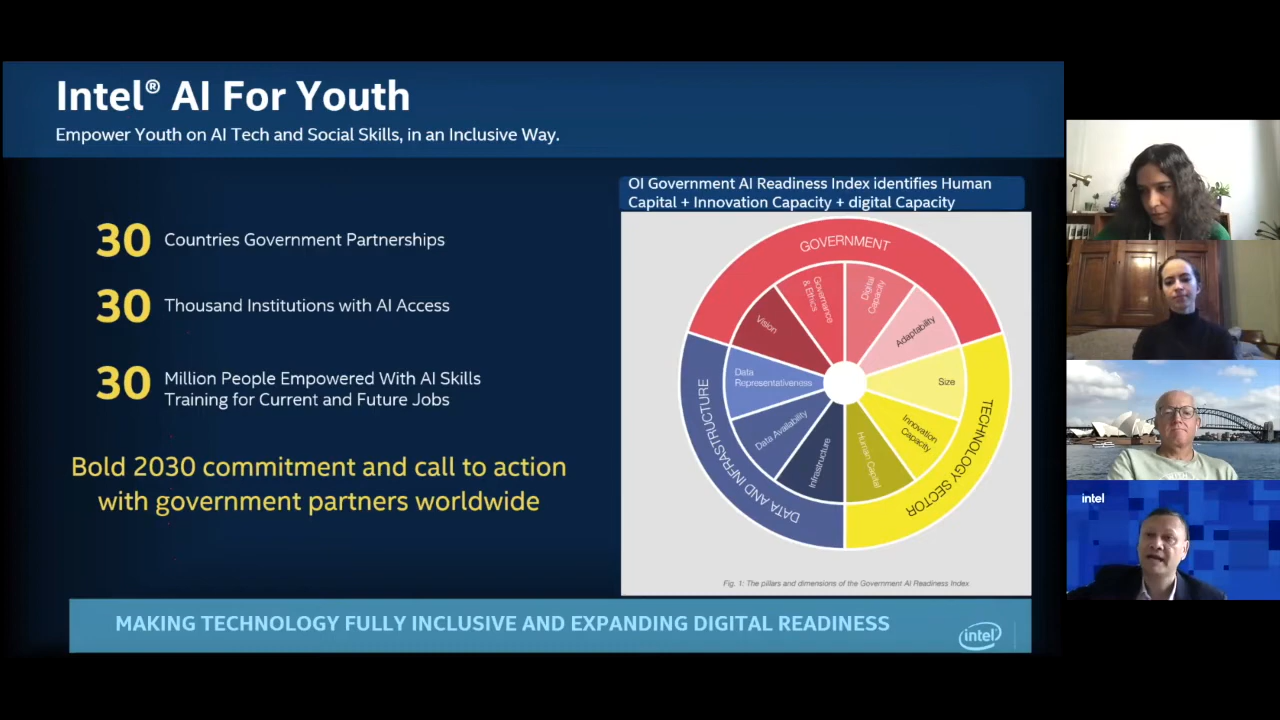 Intel® AI For Youth
Empower Youth on AI Tech and Social Skills, in an Inclusive Way.
30 Countries Government Partnerships
30 Thousand Institutions with AI Access
30 Million People Empowered With AI Skills
Training for Current and Future Jobs
Bold 2030 commitment and call to action
with government partners worldwide
OI Government AI Readiness Index identifies Human
Capital + Innovation Capacity + digital Capacity
GOVERNMENT
Vision
Governance
& Ethics
Digital
Capacity
Adaptability
TECHNOLOGY SECTOR
Size
Innovation
Capacity
Human Capital
DATA AND INFRASTRUCTURE
Infrastructure
Data Availability
Data
Representativeness
Fig. 1: The pillars and dimensions of the Government AI Readiness Index
MAKING TECHNOLOGY FULLY INCLUSIVE AND EXPANDING DIGITAL READINESS
intel
intel